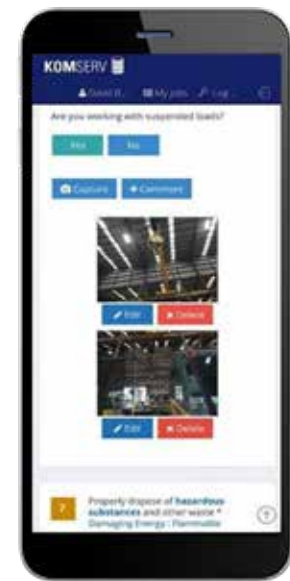 KOMSERV
My Jobs Log
Are you working with suspended loads?
Yes No
Capture + Comment
Edit × Delete
Edit × Delete
7 Properly dispose of hazardous
substances and other waste *
Damaging Energy : Flammable